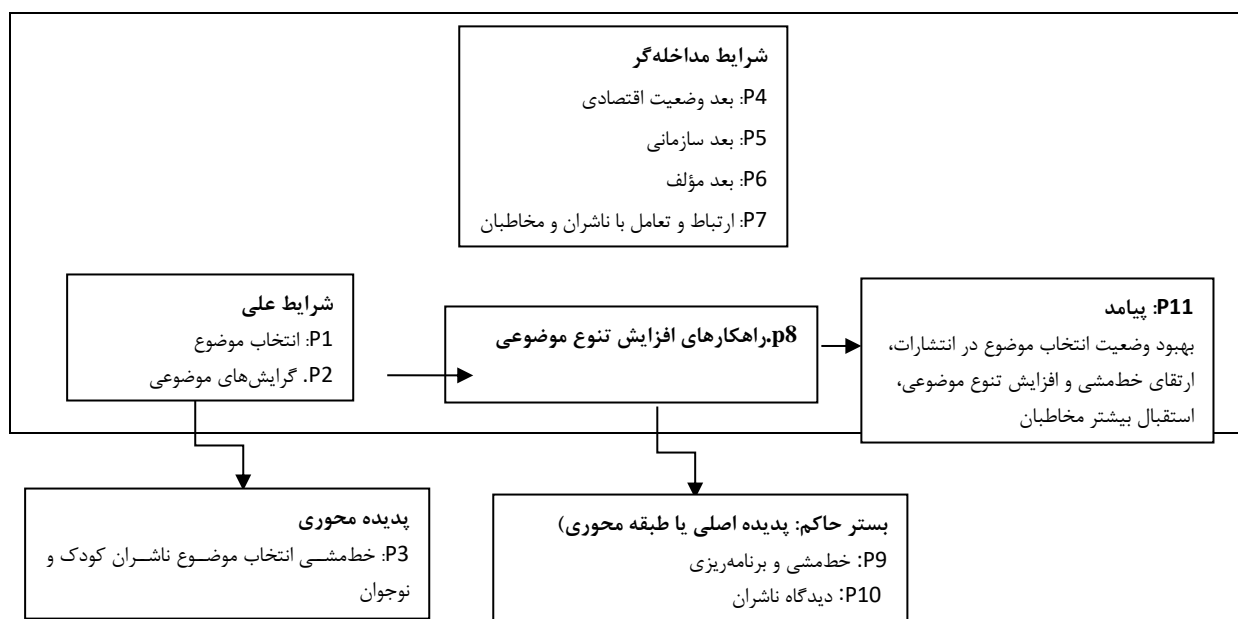 شرایط مداخله‌گر
P4: بعد وضعیت اقتصادی
P5: بعد سازمانی
P6: بعد مؤلف
P7: ارتباط و تعامل با ناشران و مخاطبان
شرایط علی
P1: انتخاب موضوع
P2. گرایش‌های موضوعی
p8.راهکارهای افزایش تنوع موضوعی
P11: پیامد
بهبود وضعیت انتخاب موضوع در انتشارات،
ارتقای خط‌مشی و افزایش تنوع موضوعی،
استقبال بیشتر مخاطبان
پدیده محوری
P3: خط‌مشی انتخاب موضوع ناشران کودک و
نوجوان
بستر حاکم: پدیده اصلی یا طبقه محوری)
P9: خط‌مشی و برنامه‌ریزی
P10: دیدگاه ناشران